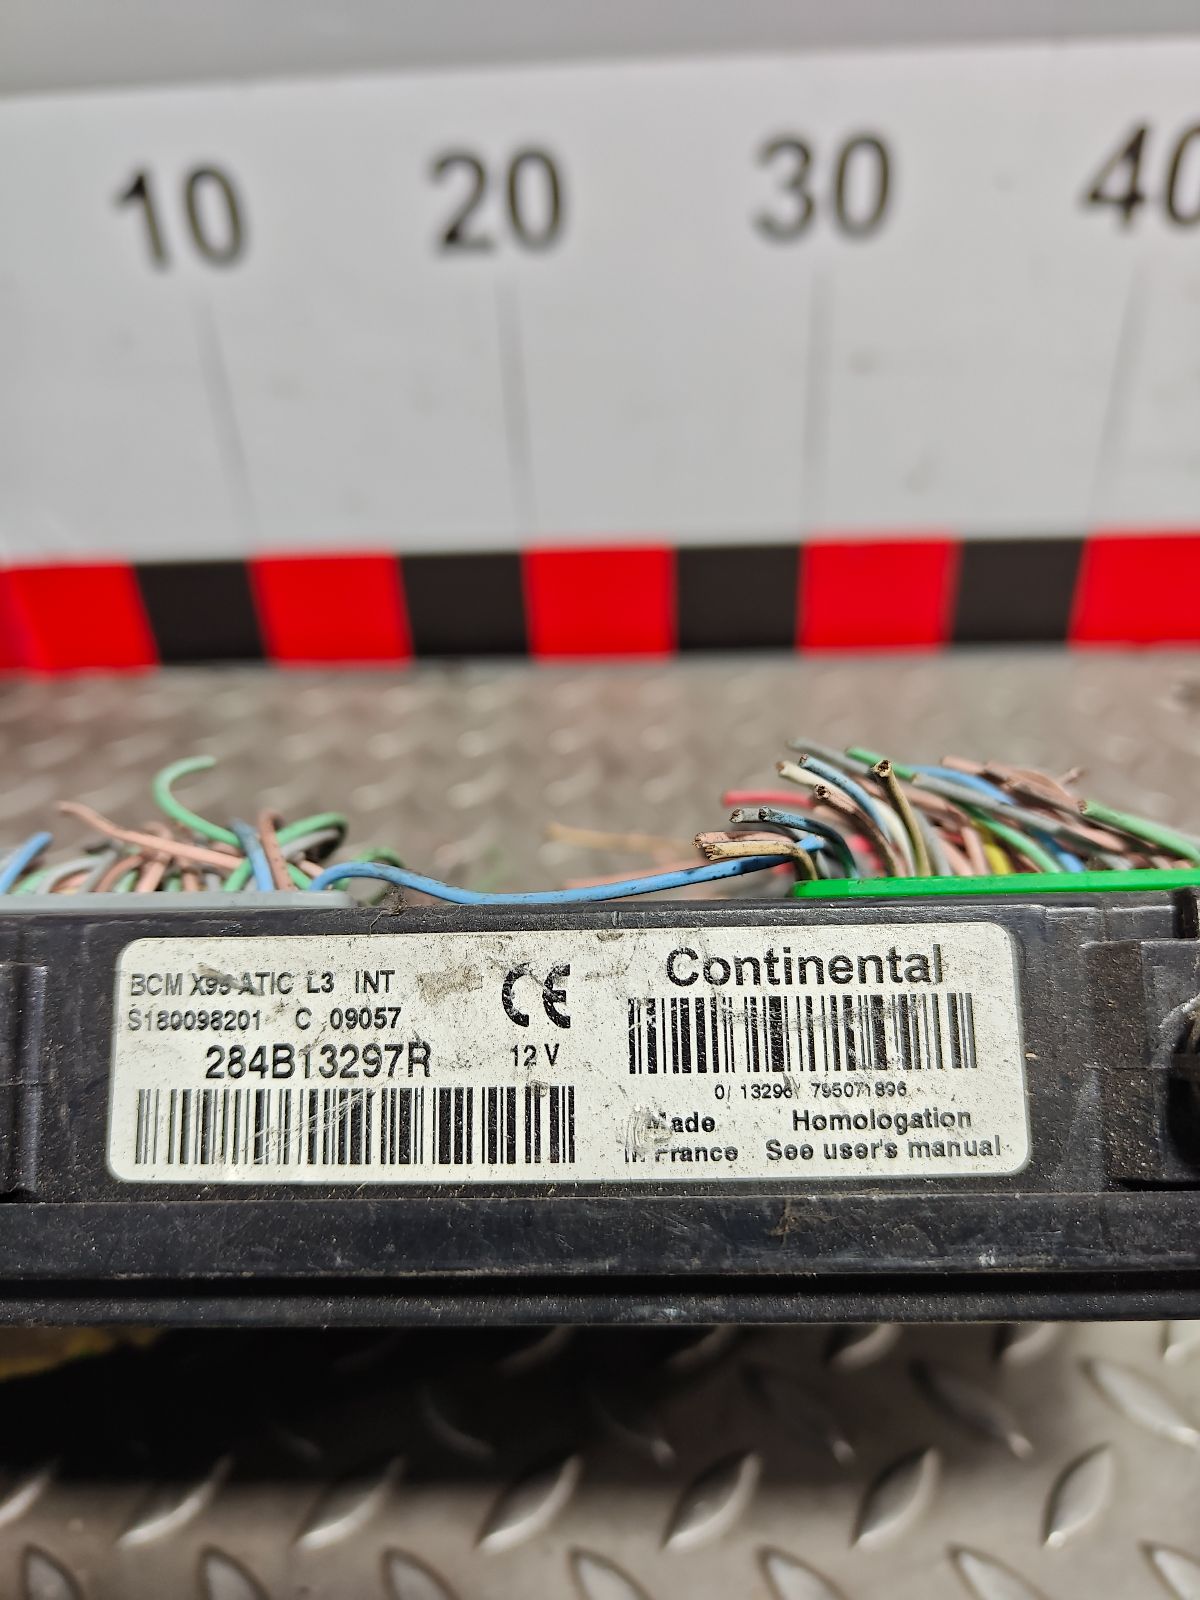 10 20 30 40
BCM X95 ATIC L3 INT
S180098201 C 09057
284B13297R 12 V
CE
Continental
0/ 13296/ 795071896
Made Homologation
In France See user's manual